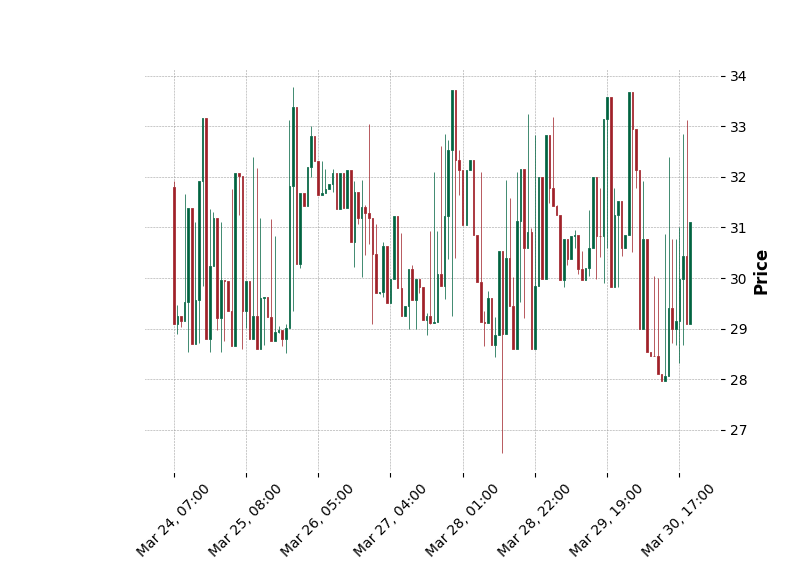 34
33
32
31
30
29
28
27
Price
Mar 24, 07:00
Mar 25, 08:00
Mar 26, 05:00
Mar 27, 04:00
Mar 28, 01:00
Mar 28, 22:00
Mar 29, 19:00
Mar 30, 17:00